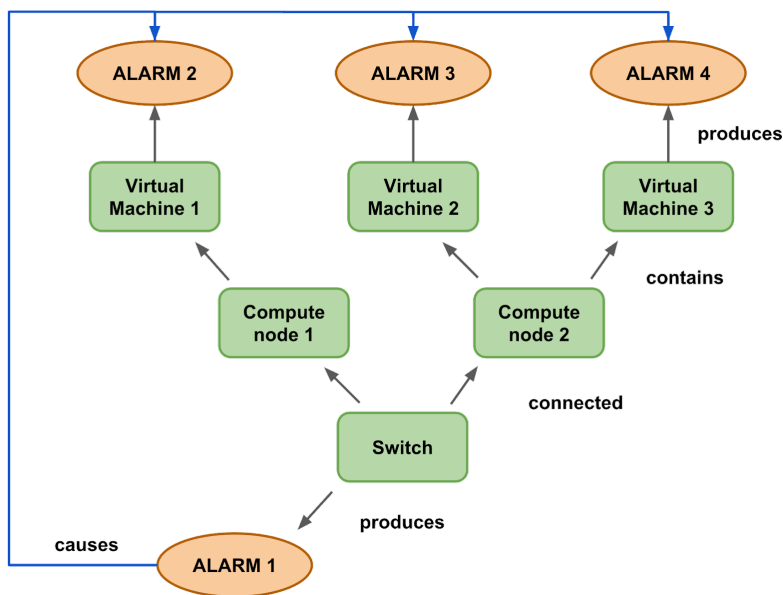 ALARM 2
ALARM 3
ALARM 4
produces
Virtual
Machine 1
Virtual
Machine 2
Virtual
Machine 3
contains
Compute
node 1
Compute
node 2
connected
Switch
produces
causes
ALARM 1